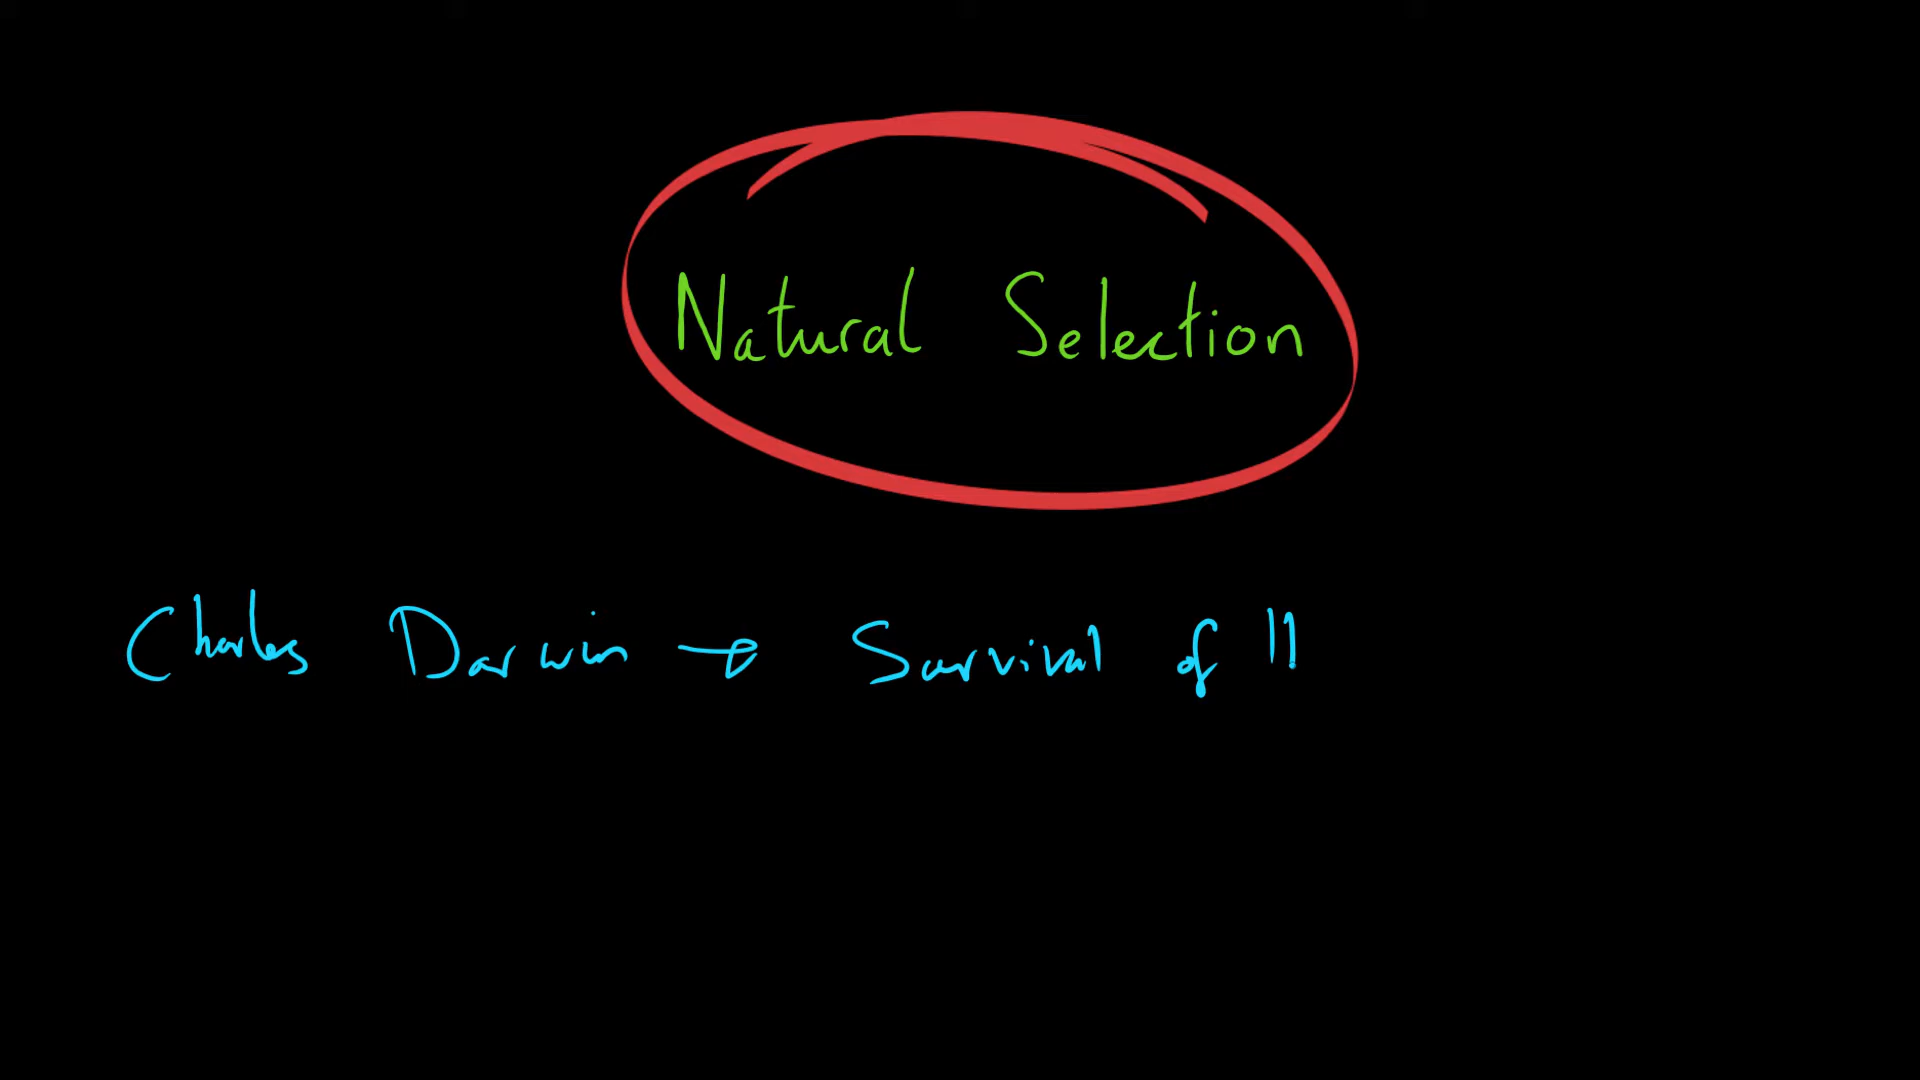 Natural Selection
Charles Darwin → Survival of